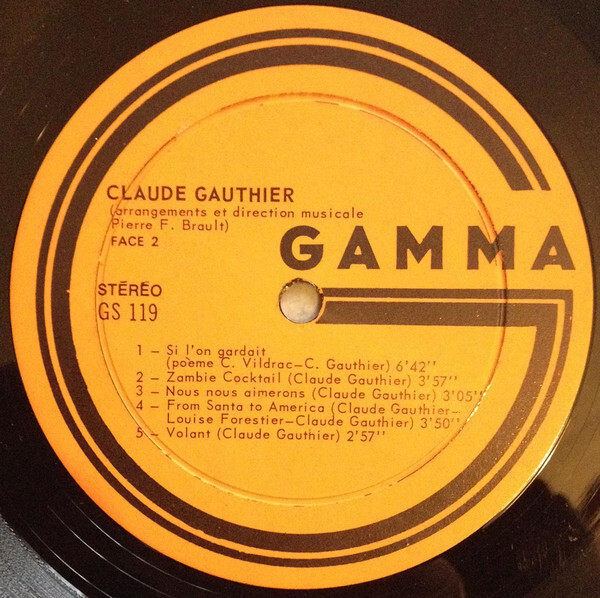 CLAUDE GAUTHIER
(arrangements et direction musicale
Pierre F. Brault)
FACE 2
GAMMA
STÉRÉO
GS 119
1 – Si l'on gardait
(poème C. Vildrac–C. Gauthier) 6'42''
2 – Zambie Cocktail (Claude Gauthier) 3'57''
3 – Nous nous aimerons (Claude Gauthier) 3'05''
4 – From Santa to America (Claude Gauthier–
Louise Forestier–Claude Gauthier) 3'50''
5 – Volant (Claude Gauthier) 2'57''